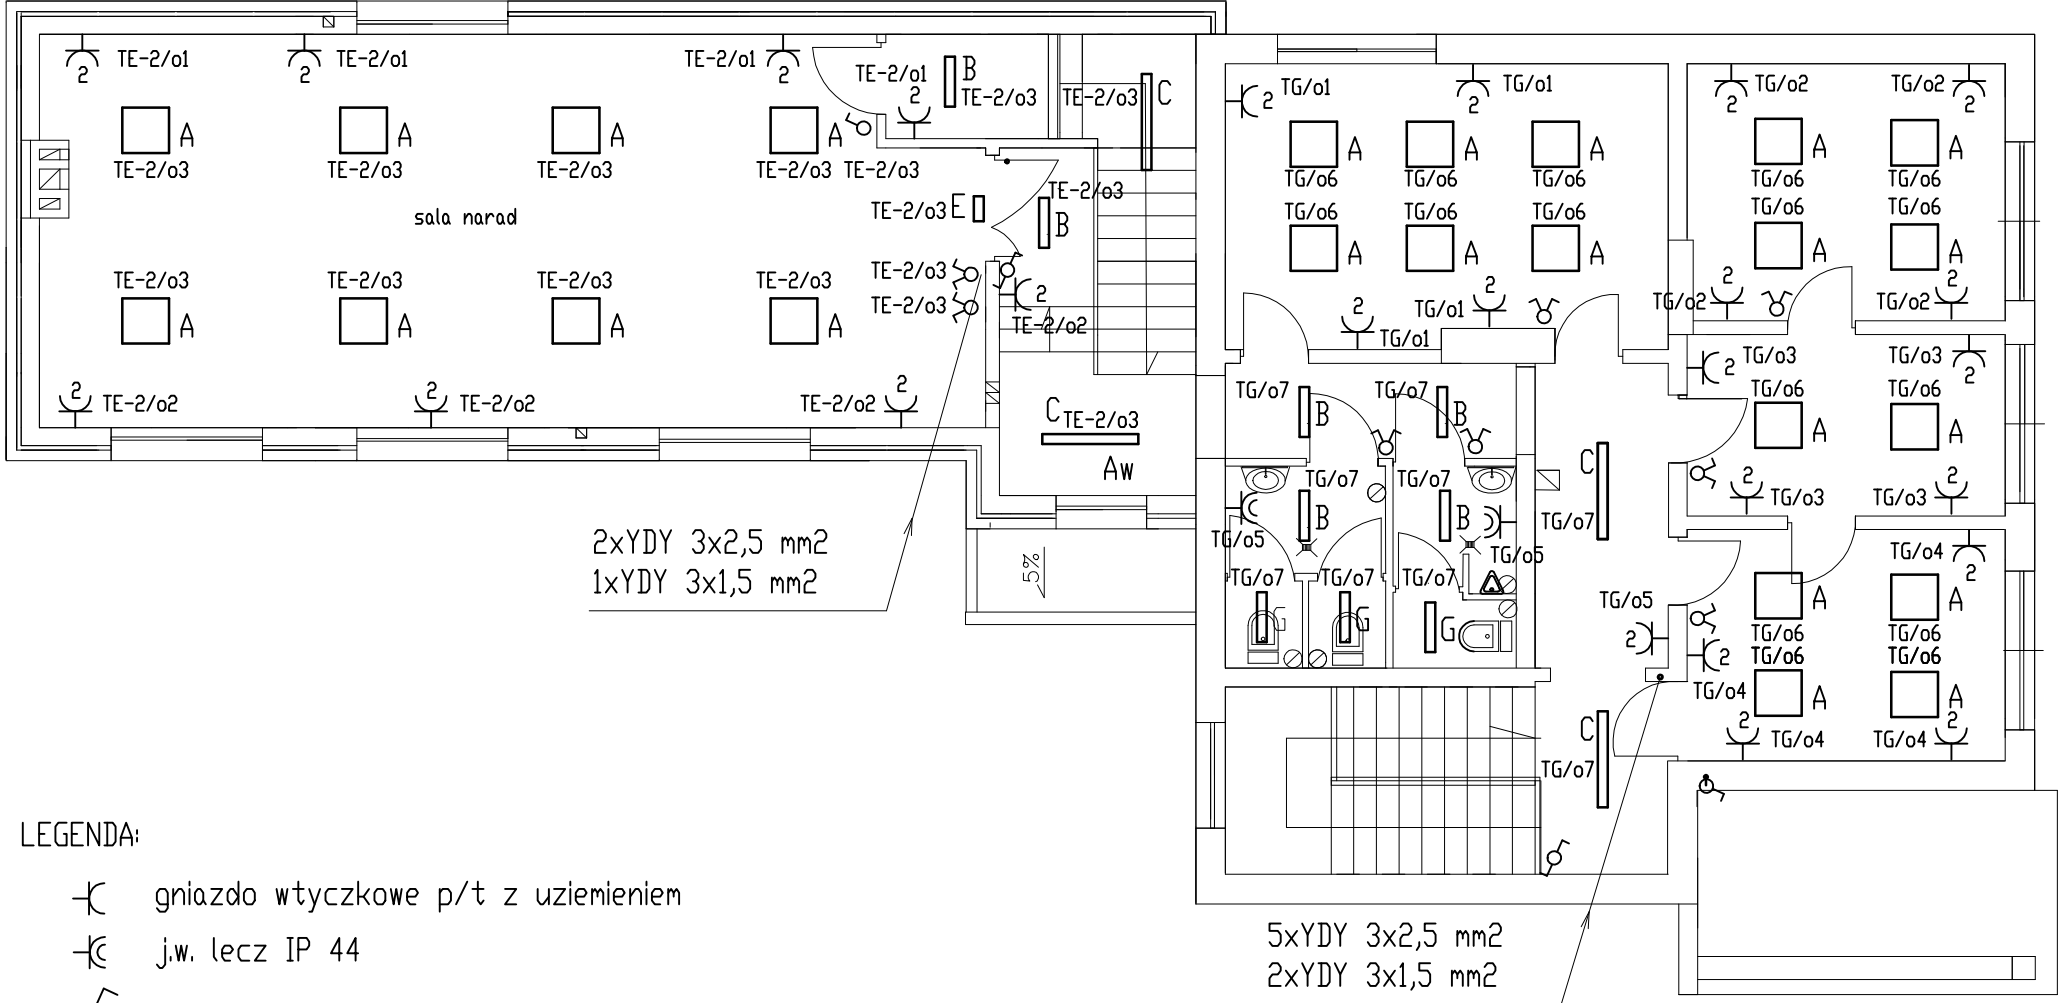 TE-2/o1
2
TE-2/o1
2
TE-2/o1
2
TE-2/o1
2
B
TE-2/o3
TE-2/o3
C
A
TE-2/o3
A
TE-2/o3
A
TE-2/o3
A
TE-2/o3
TE-2/o3
sala narad
TE-2/o3
E
TE-2/o3
B
TE-2/o3
TE-2/o3
2
TE-2/o2
TE-2/o3
A
TE-2/o3
A
TE-2/o3
A
TE-2/o3
A
2
TE-2/o2
2
TE-2/o2
TE-2/o2
2
C
TE-2/o3
Aw
2xYDY 3x2,5 mm2
1xYDY 3x1,5 mm2
5%
2
TG/o1
2
TG/o1
A
TG/o6
A
TG/o6
A
TG/o6
TG/o6
A
TG/o6
A
TG/o6
A
2
TG/o1
TG/o1
2
2
TG/o2
TG/o2
2
A
TG/o6
A
TG/o6
TG/o6
A
TG/o6
A
TG/o2
2
TG/o2
2
2
TG/o3
TG/o3
2
TG/o6
A
TG/o6
A
2
TG/o3
TG/o3
2
TG/o7
B
TG/o7
B
TG/o7
B
TG/o7
B
TG/o5
TG/o5
TG/o7
G
TG/o7
G
TG/o7
G
C
TG/o7
TG/o5
2
2
TG/o4
TG/o4
2
A
TG/o6
A
TG/o6
TG/o6
A
TG/o6
A
2
TG/o4
TG/o4
2
C
TG/o7
5xYDY 3x2,5 mm2
2xYDY 3x1,5 mm2
LEGENDA:
gniazdo wtyczkowe p/t z uziemieniem
j.w. lecz IP 44